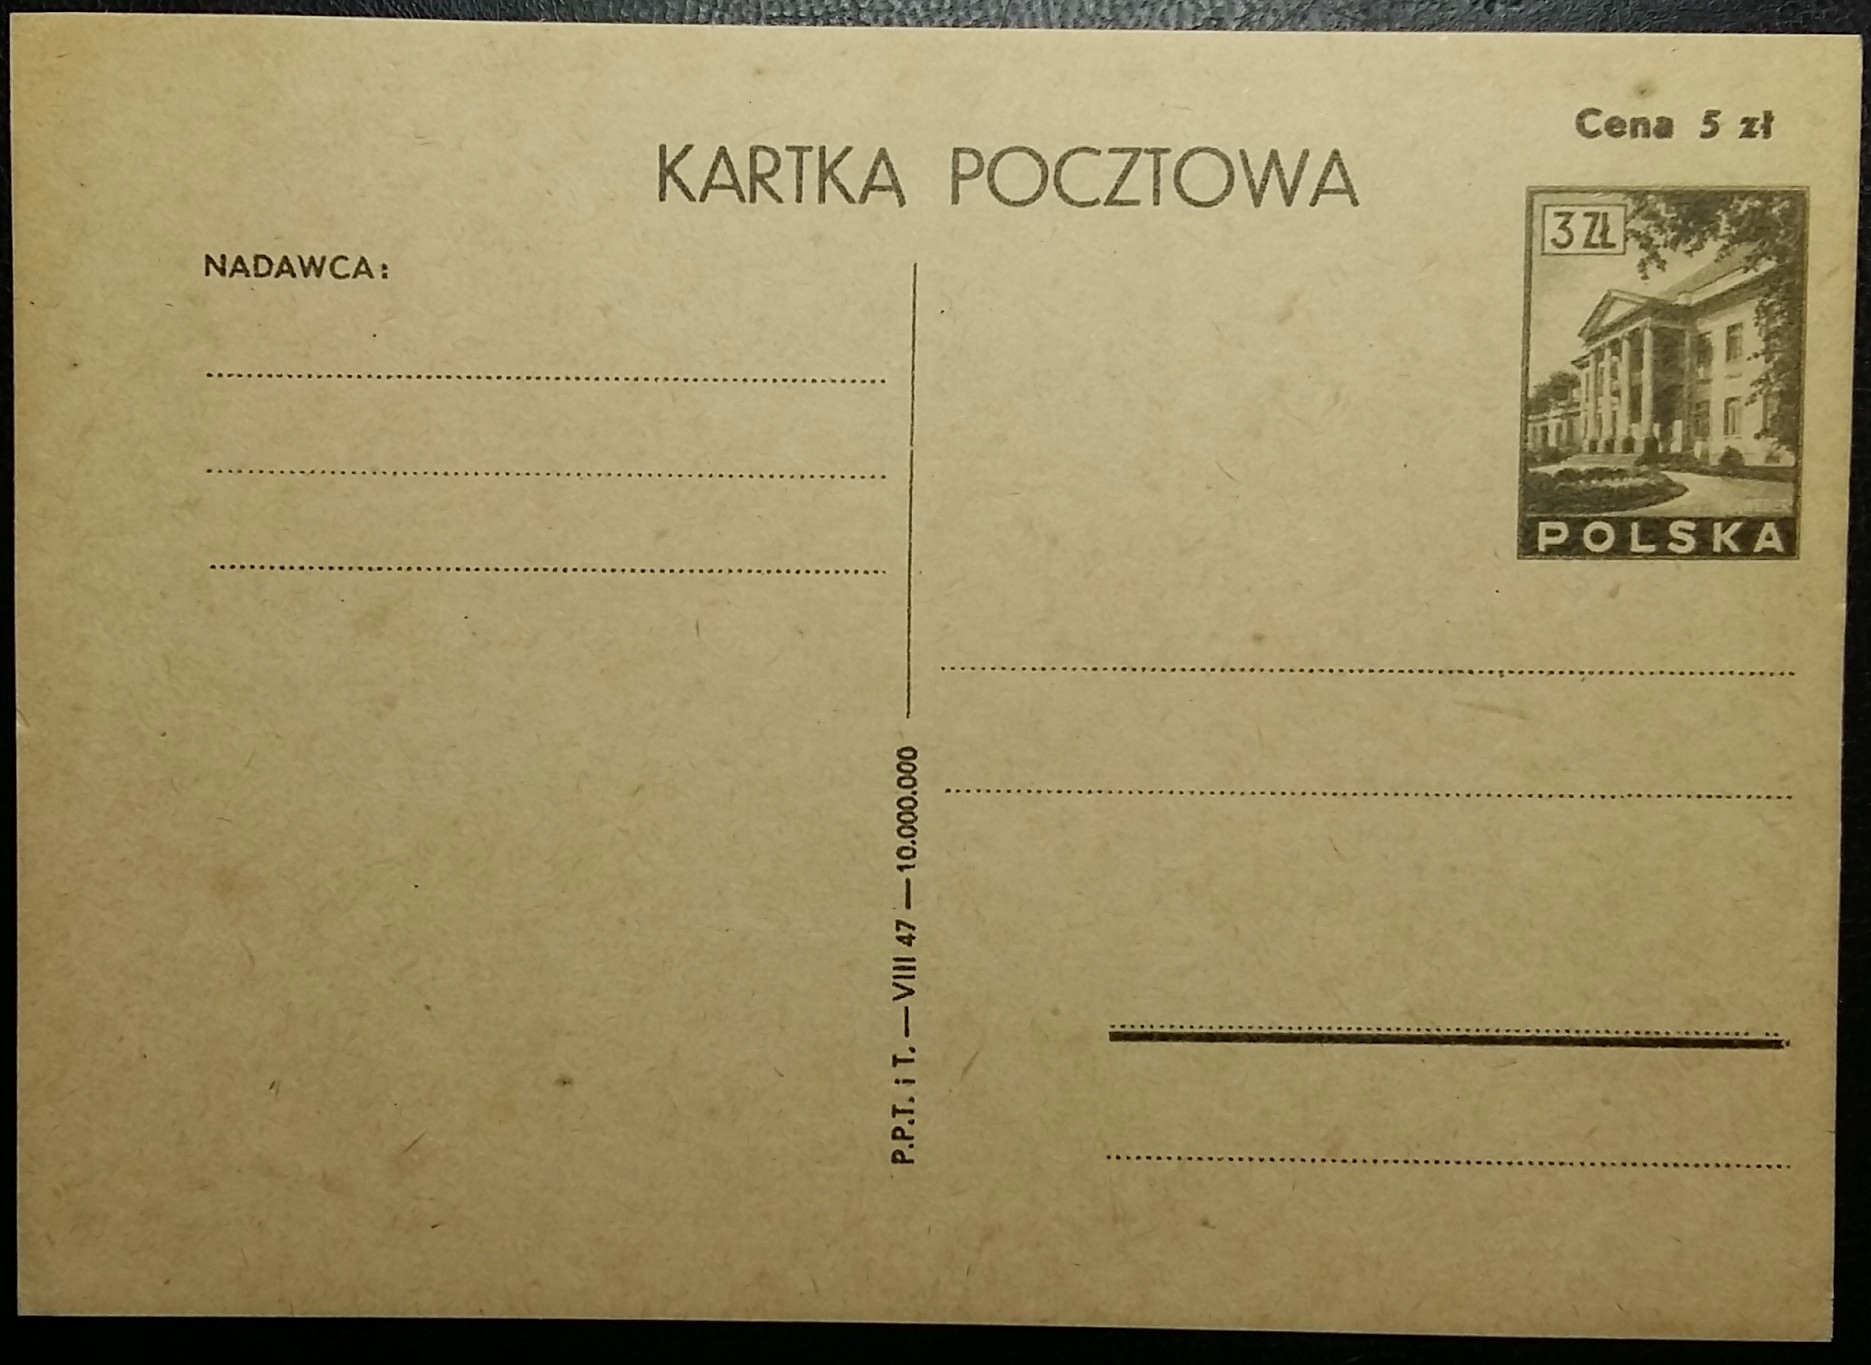 Cena 5 zł
KARTKA POCZTOWA
3 ZŁ
NADAWCA:
POLSKA
P.P.T. i T. — VIII 47 — 10.000.000